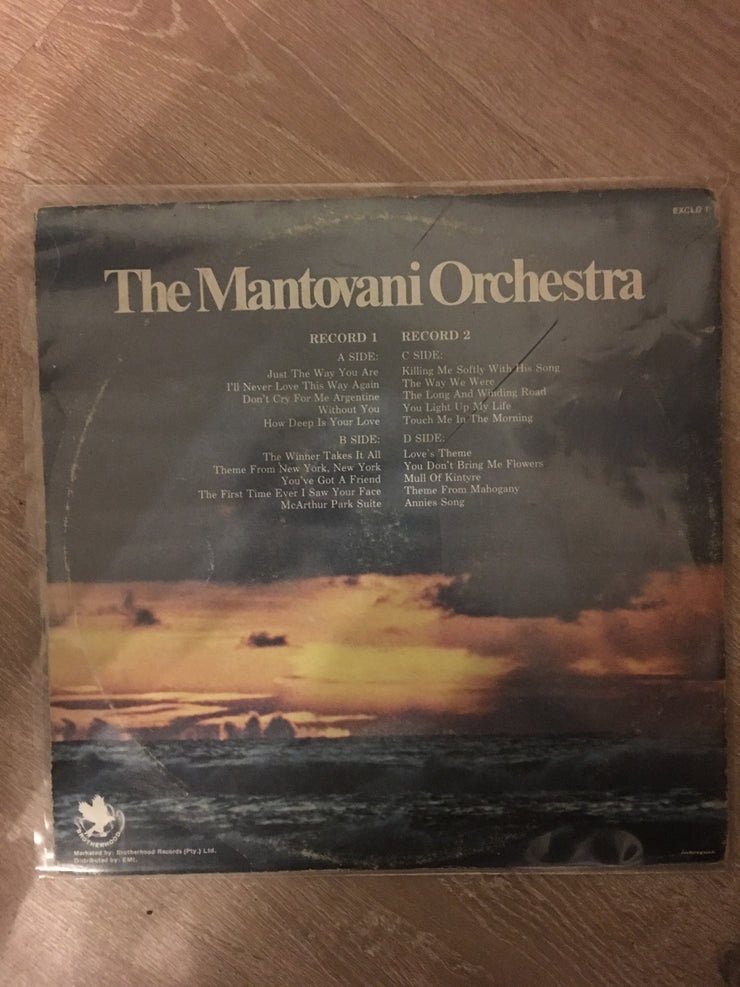 EXCLB 1
The Mantovani Orchestra
RECORD 1
A SIDE:
Just The Way You Are
I'll Never Love This Way Again
Don't Cry For Me Argentine
Without You
How Deep Is Your Love
B SIDE:
The Winner Takes It All
Theme From New York, New York
You've Got A Friend
The First Time Ever I Saw Your Face
McArthur Park Suite
RECORD 2
C SIDE:
Killing Me Softly With His Song
The Way We Were
The Long And Winding Road
You Light Up My Life
Touch Me In The Morning
D SIDE:
Love's Theme
You Don't Bring Me Flowers
Mull Of Kintyre
Theme From Mahogany
Annies Song
BROTHERHOOD
Marketed by: Brotherhood Records (Pty.) Ltd.
Distributed by: EMI.